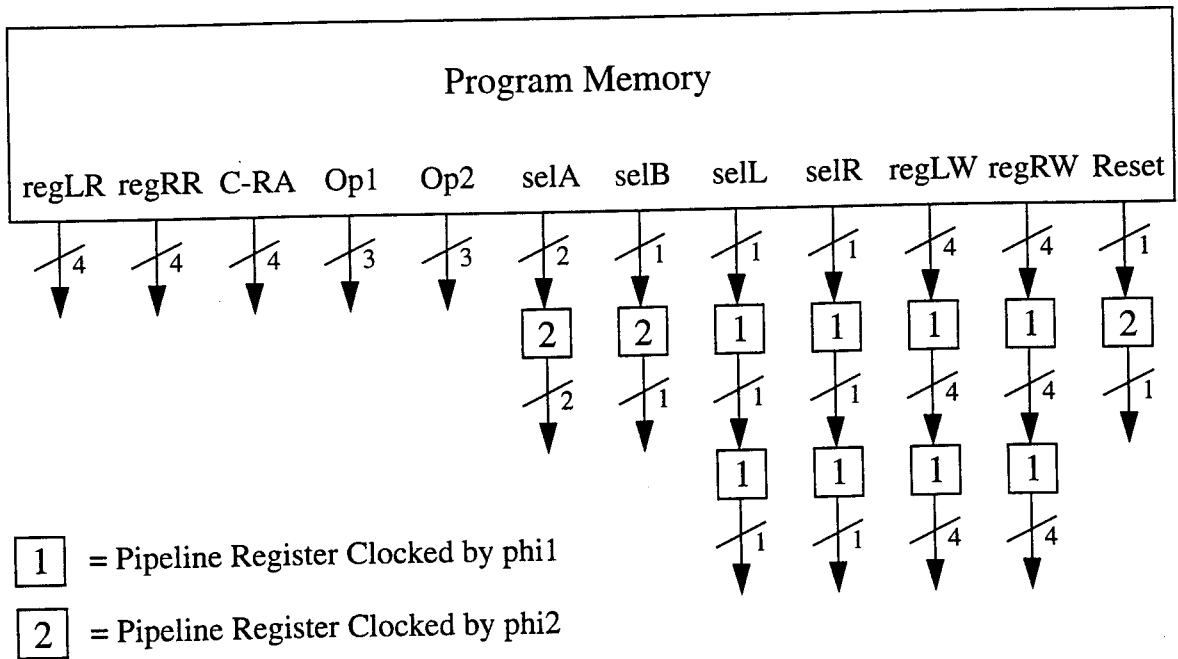 Program Memory
regLR regRR C-RA Op1 Op2 selA selB selL selR regLW regRW Reset
4 4 4 3 3 2 1 1 1 4 4 1
2 2 1 1 1 1 2
2 1 1 1 4 4 1
1 1 1 1
1 1 4 4
1 = Pipeline Register Clocked by phi1
2 = Pipeline Register Clocked by phi2